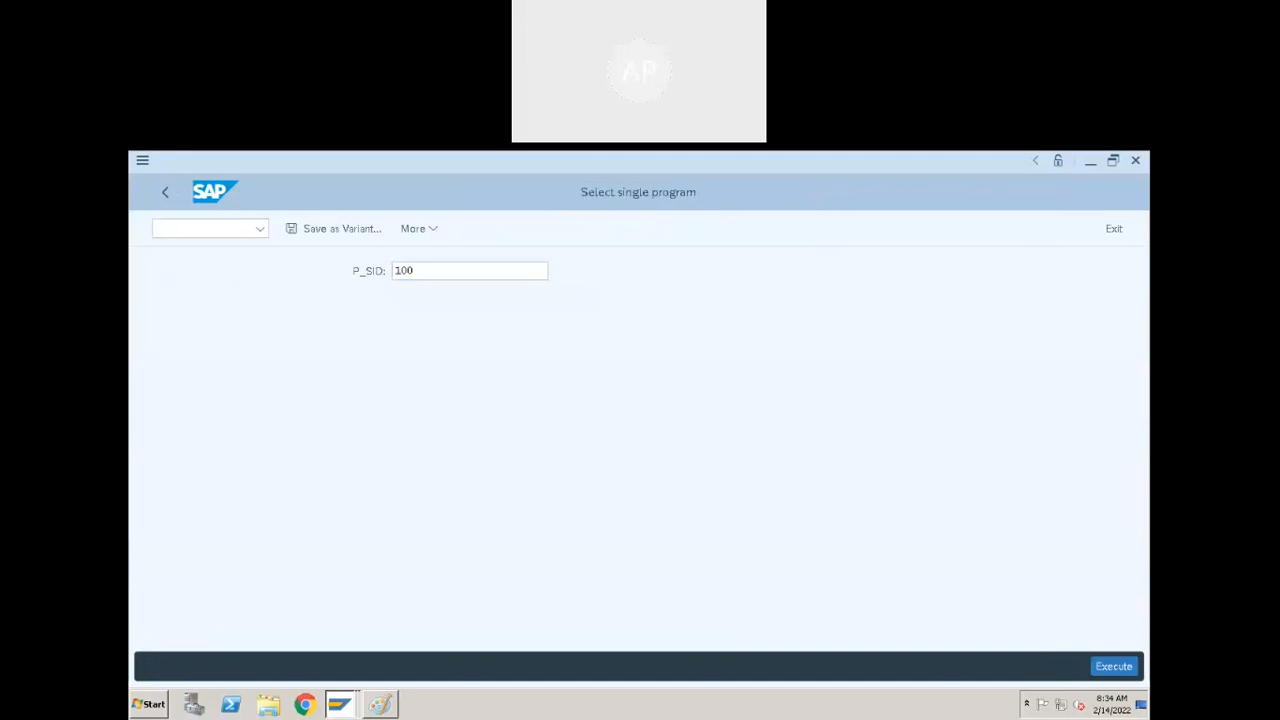 AP
SAP
Select single program
Save as Variant... More Exit
P_SID: 100
Execute
Start
8:34 AM
2/14/2022